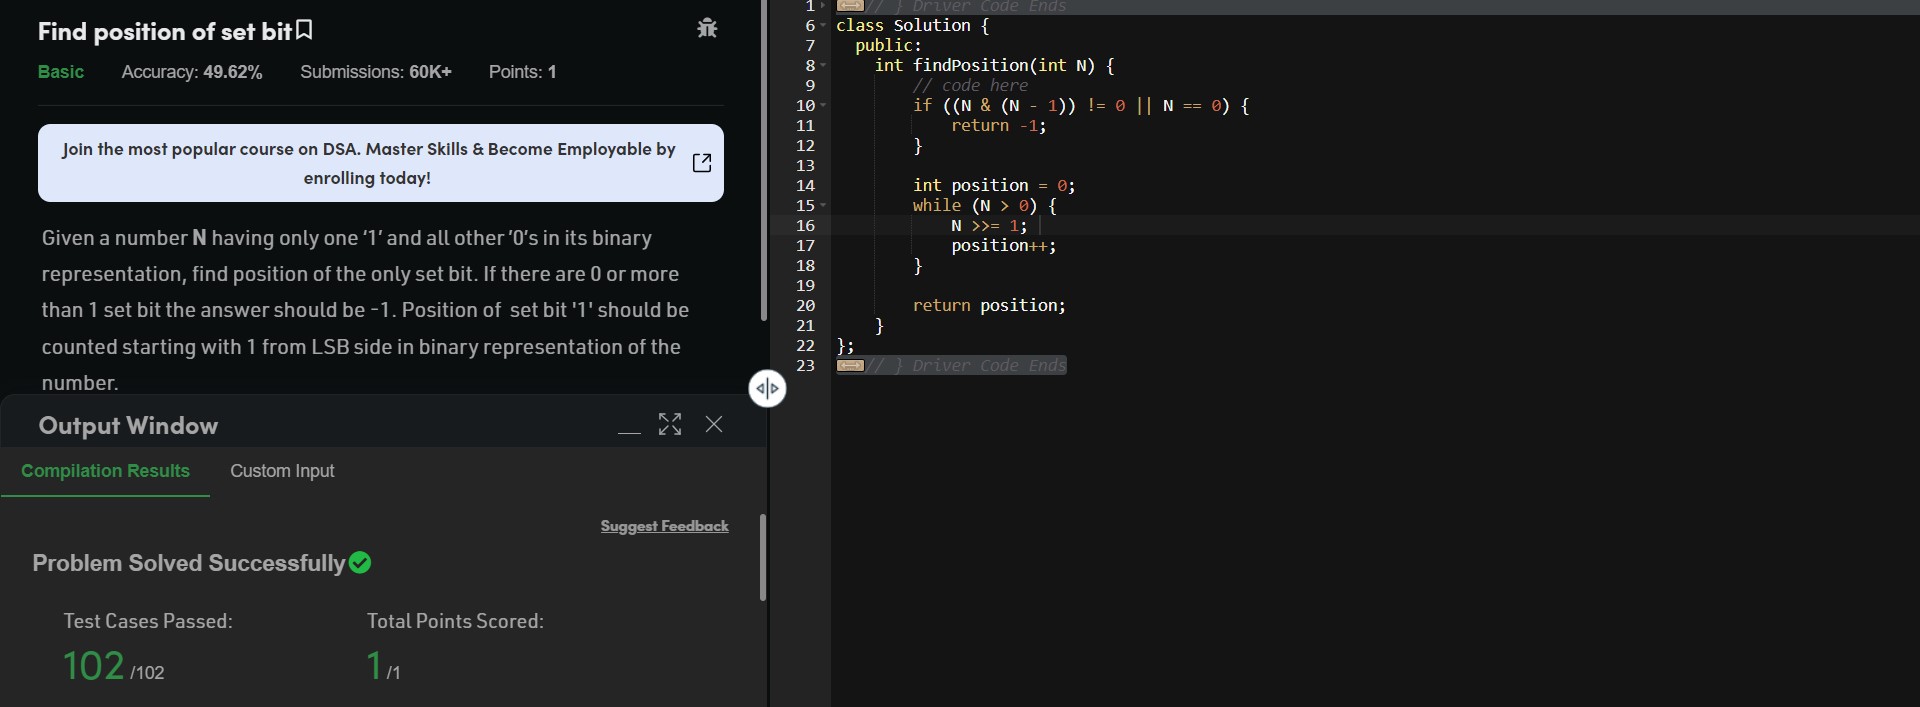 Find position of set bit
Basic Accuracy: 49.62% Submissions: 60K+ Points: 1
Join the most popular course on DSA. Master Skills & Become Employable by
enrolling today!
Given a number N having only one '1' and all other '0's in its binary
representation, find position of the only set bit. If there are 0 or more
than 1 set bit the answer should be -1. Position of  set bit '1' should be
counted starting with 1 from LSB side in binary representation of the
number.
Output Window
Compilation Results Custom Input
Suggest Feedback
Problem Solved Successfully
Test Cases Passed: Total Points Scored:
102 /102 1 /1
1 // } Driver Code Ends
6 class Solution {
7 public:
8 int findPosition(int N) {
9 // code here
10 if ((N & (N - 1)) != 0 || N == 0) {
11 return -1;
12 }
13
14 int position = 0;
15 while (N > 0) {
16 N >>= 1;
17 position++;
18 }
19
20 return position;
21 }
22 };
23 // } Driver Code Ends